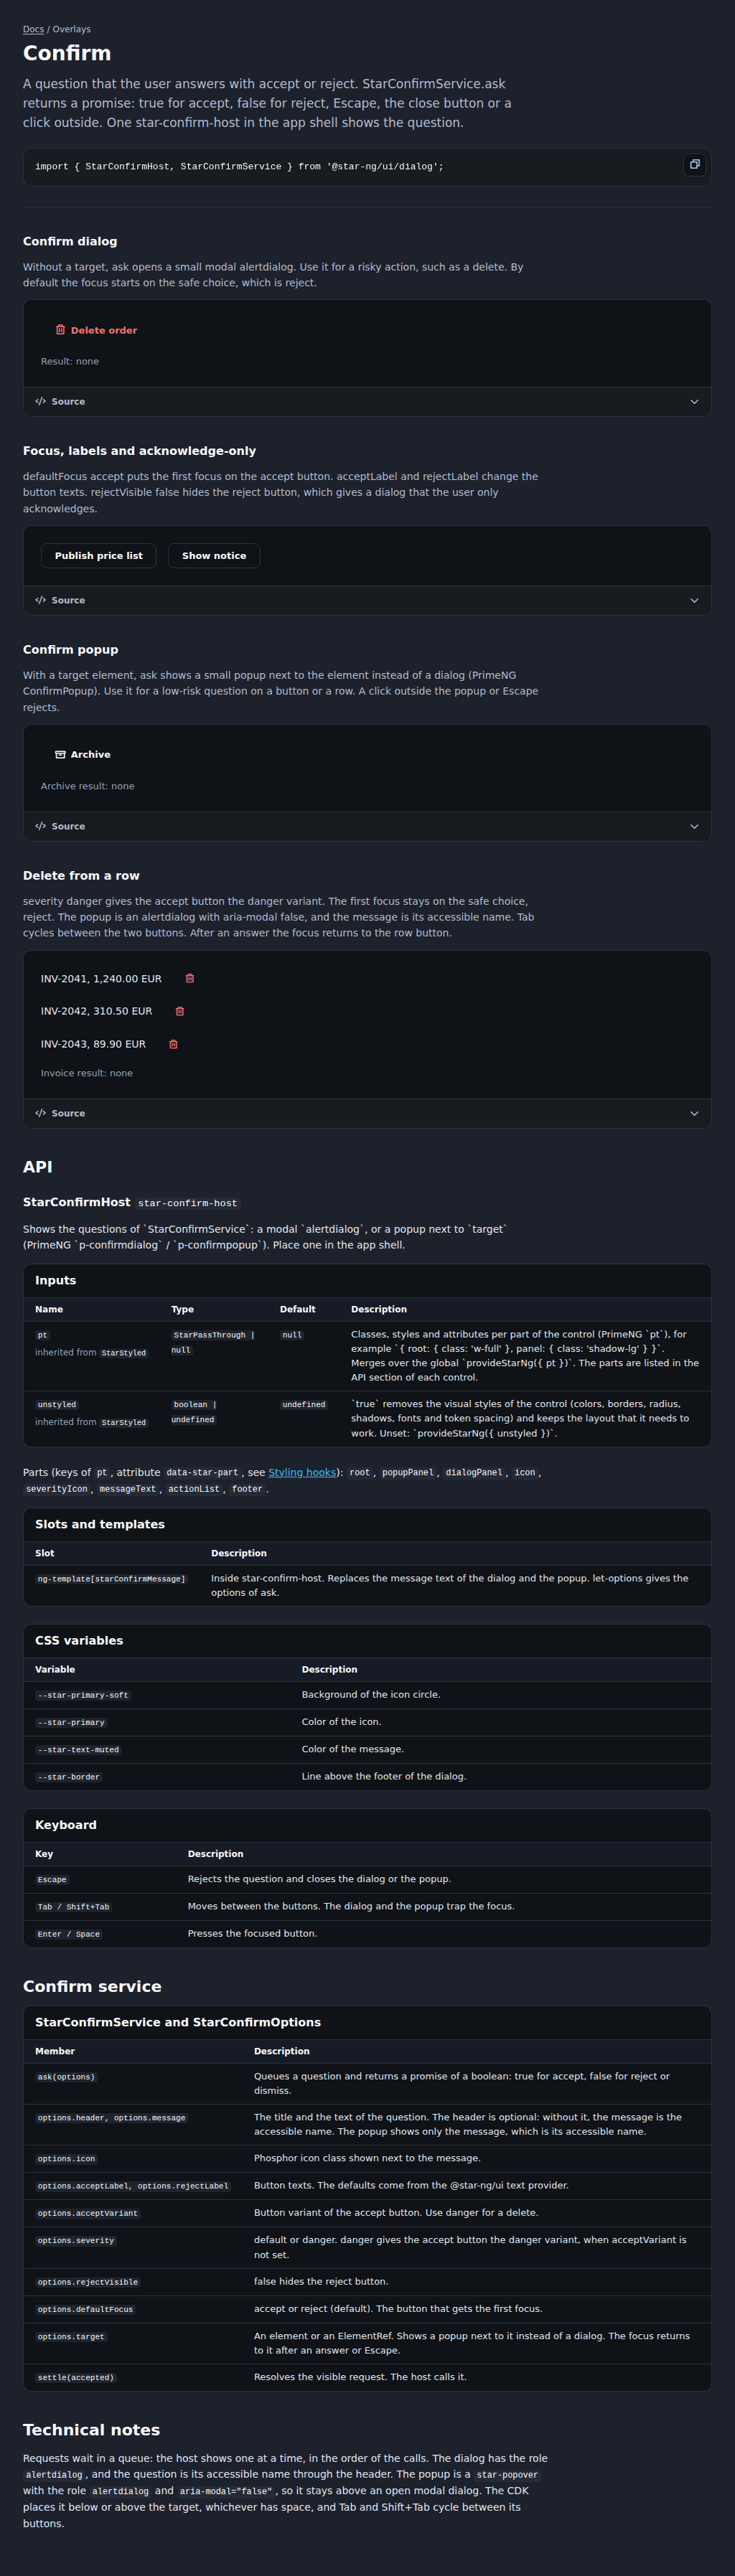 Docs / Overlays
Confirm
A question that the user answers with accept or reject. StarConfirmService.ask
returns a promise: true for accept, false for reject, Escape, the close button or a
click outside. One star-confirm-host in the app shell shows the question.
import { StarConfirmHost, StarConfirmService } from '@star-ng/ui/dialog';
Confirm dialog
Without a target, ask opens a small modal alertdialog. Use it for a risky action, such as a delete. By
default the focus starts on the safe choice, which is reject.
Delete order
Result: none
Source
Focus, labels and acknowledge-only
defaultFocus accept puts the first focus on the accept button. acceptLabel and rejectLabel change the
button texts. rejectVisible false hides the reject button, which gives a dialog that the user only
acknowledges.
Publish price list Show notice
Source
Confirm popup
With a target element, ask shows a small popup next to the element instead of a dialog (PrimeNG
ConfirmPopup). Use it for a low-risk question on a button or a row. A click outside the popup or Escape
rejects.
Archive
Archive result: none
Source
Delete from a row
severity danger gives the accept button the danger variant. The first focus stays on the safe choice,
reject. The popup is an alertdialog with aria-modal false, and the message is its accessible name. Tab
cycles between the two buttons. After an answer the focus returns to the row button.
INV-2041, 1,240.00 EUR
INV-2042, 310.50 EUR
INV-2043, 89.90 EUR
Invoice result: none
Source
API
StarConfirmHost star-confirm-host
Shows the questions of `StarConfirmService`: a modal `alertdialog`, or a popup next to `target`
(PrimeNG `p-confirmdialog` / `p-confirmpopup`). Place one in the app shell.
Inputs
Name Type Default Description
pt StarPassThrough | null Classes, styles and attributes per part of the control (PrimeNG `pt`), for
inherited from StarStyled null example `{ root: { class: 'w-full' }, panel: { class: 'shadow-lg' } }`.
Merges over the global `provideStarNg({ pt })`. The parts are listed in the
API section of each control.
unstyled boolean | undefined `true` removes the visual styles of the control (colors, borders, radius,
inherited from StarStyled undefined shadows, fonts and token spacing) and keeps the layout that it needs to
work. Unset: `provideStarNg({ unstyled })`.
Parts (keys of pt, attribute data-star-part, see Styling hooks): root, popupPanel, dialogPanel, icon,
severityIcon, messageText, actionList, footer.
Slots and templates
Slot Description
ng-template[starConfirmMessage] Inside star-confirm-host. Replaces the message text of the dialog and the popup. let-options gives the
options of ask.
CSS variables
Variable Description
--star-primary-soft Background of the icon circle.
--star-primary Color of the icon.
--star-text-muted Color of the message.
--star-border Line above the footer of the dialog.
Keyboard
Key Description
Escape Rejects the question and closes the dialog or the popup.
Tab / Shift+Tab Moves between the buttons. The dialog and the popup trap the focus.
Enter / Space Presses the focused button.
Confirm service
StarConfirmService and StarConfirmOptions
Member Description
ask(options) Queues a question and returns a promise of a boolean: true for accept, false for reject or
dismiss.
options.header, options.message The title and the text of the question. The header is optional: without it, the message is the
accessible name. The popup shows only the message, which is its accessible name.
options.icon Phosphor icon class shown next to the message.
options.acceptLabel, options.rejectLabel Button texts. The defaults come from the @star-ng/ui text provider.
options.acceptVariant Button variant of the accept button. Use danger for a delete.
options.severity default or danger. danger gives the accept button the danger variant, when acceptVariant is
not set.
options.rejectVisible false hides the reject button.
options.defaultFocus accept or reject (default). The button that gets the first focus.
options.target An element or an ElementRef. Shows a popup next to it instead of a dialog. The focus returns
to it after an answer or Escape.
settle(accepted) Resolves the visible request. The host calls it.
Technical notes
Requests wait in a queue: the host shows one at a time, in the order of the calls. The dialog has the role
alertdialog, and the question is its accessible name through the header. The popup is a star-popover
with the role alertdialog and aria-modal="false", so it stays above an open modal dialog. The CDK
places it below or above the target, whichever has space, and Tab and Shift+Tab cycle between its
buttons.